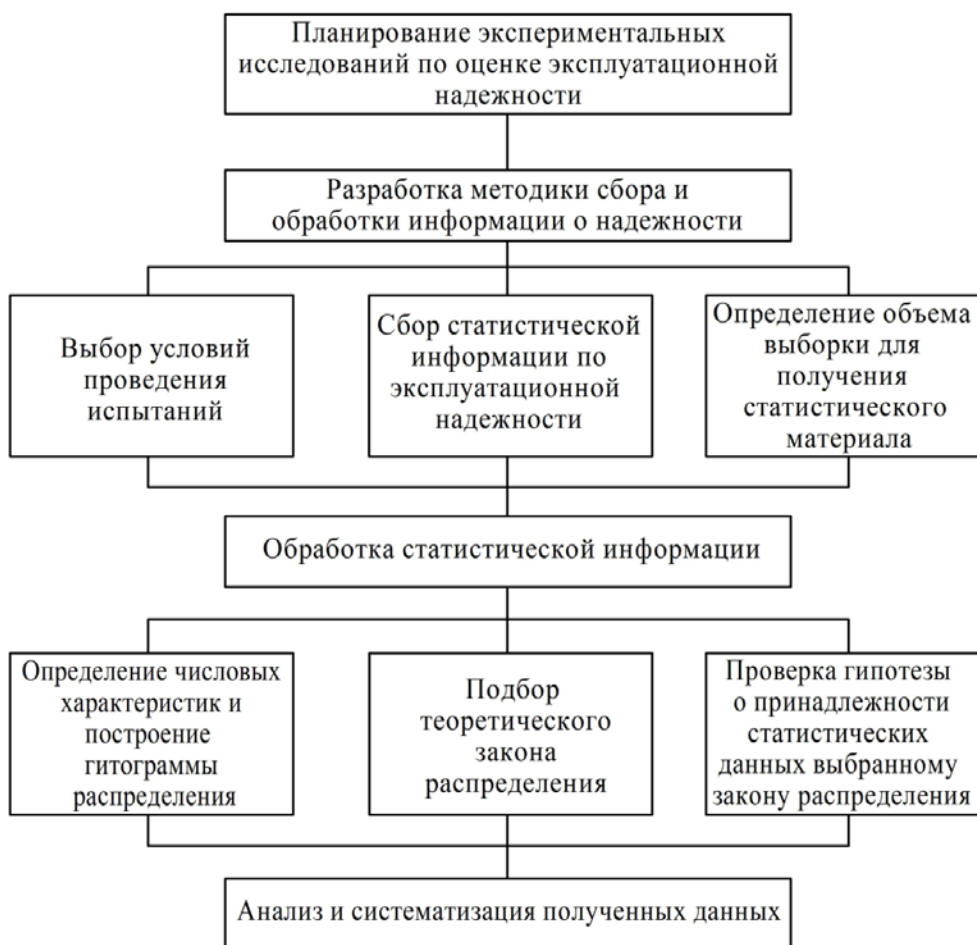 Планирование экспериментальных
исследований по оценке эксплуатационной
надежности
Разработка методики сбора и
обработки информации о надежности
Выбор условий
проведения
испытаний
Сбор статистической
информации по
эксплуатационной
надежности
Определение объема
выборки для
получения
статистического
материала
Обработка статистической информации
Определение числовых
характеристик и
построение
гитограммы
распределения
Подбор
теоретического
закона
распределения
Проверка гипотезы
о принадлежности
статистических
данных выбранному
закону распределения
Анализ и систематизация полученных данных